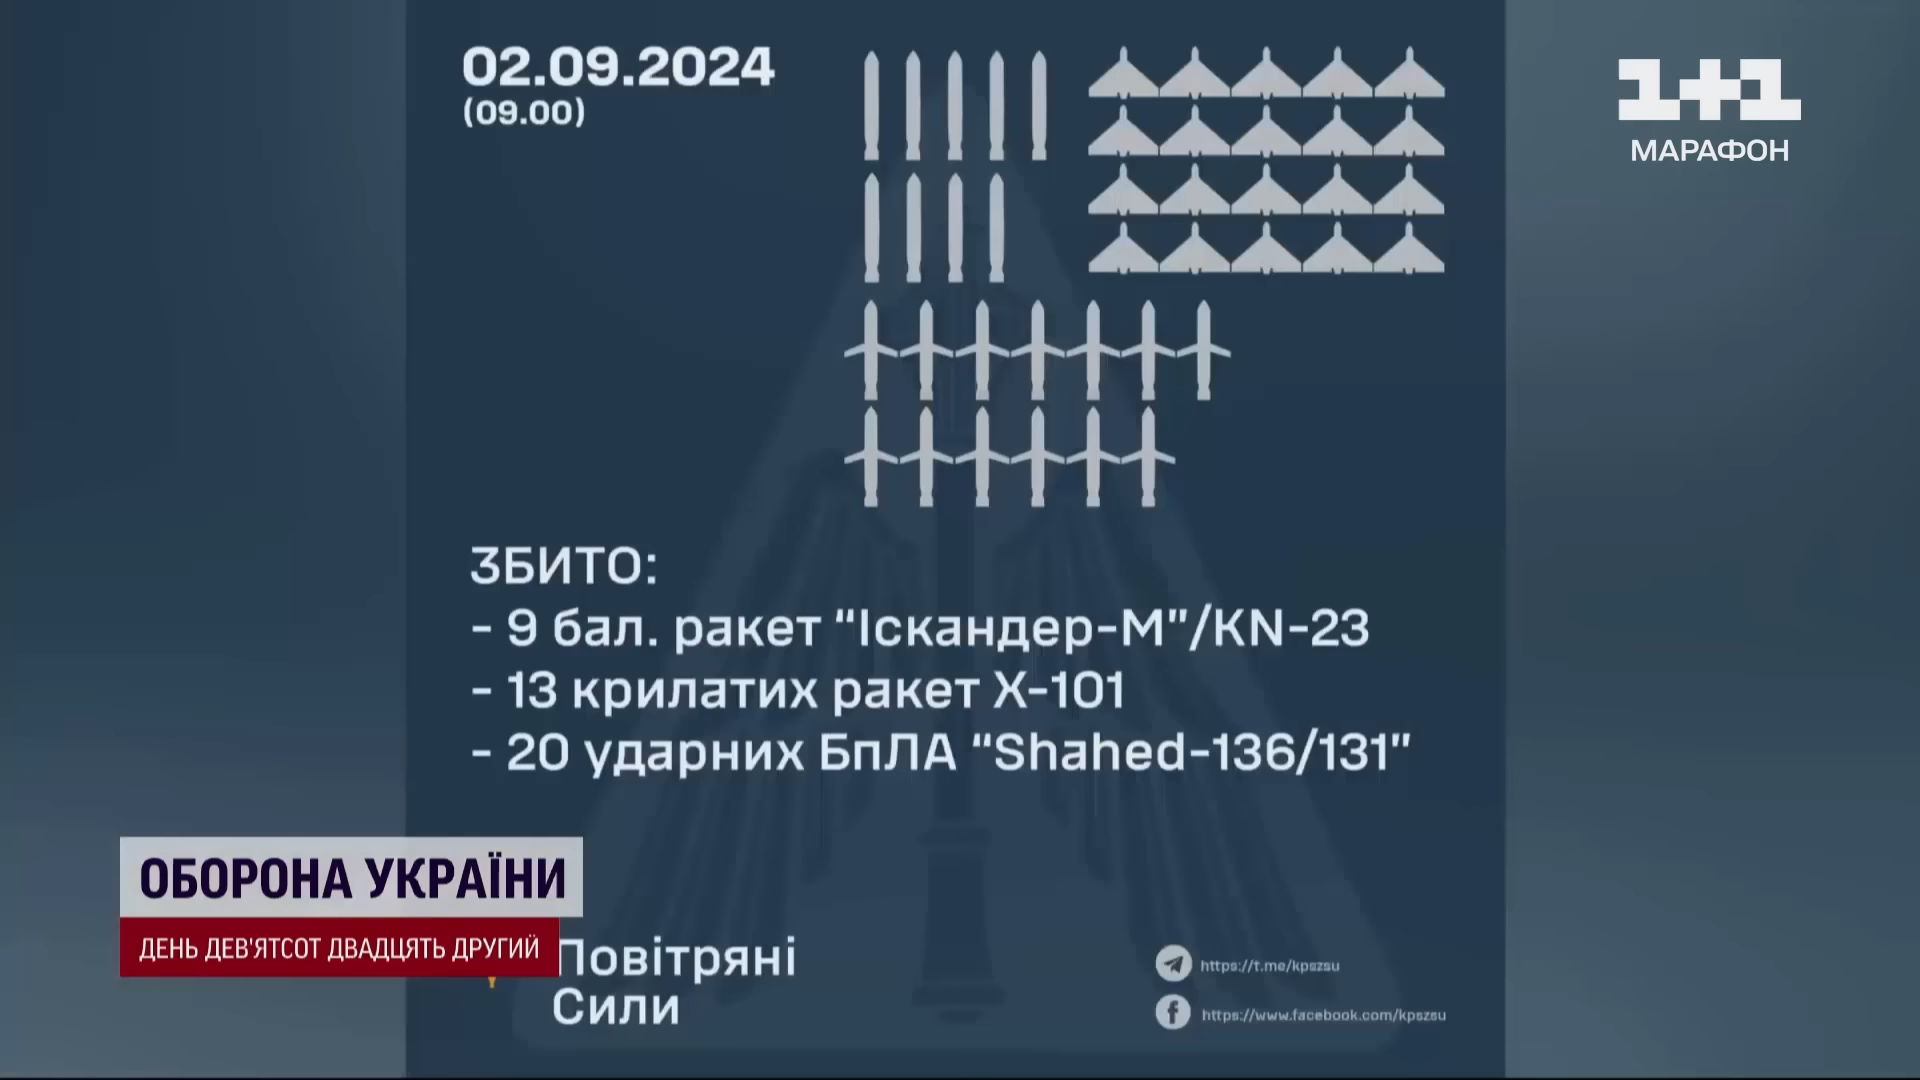 02.09.2024
(09.00)
1+1
МАРАФОН
ЗБИТО:
- 9 бал. ракет “Іскандер-М”/KN-23
- 13 крилатих ракет Х-101
- 20 ударних БпЛА “Shahed-136/131”
ОБОРОНА УКРАЇНИ
ДЕНЬ ДЕВ'ЯТСОТ ДВАДЦЯТЬ ДРУГИЙ
Повітряні
Сили
https://t.me/kpszsu
https://www.facebook.com/kpszsu